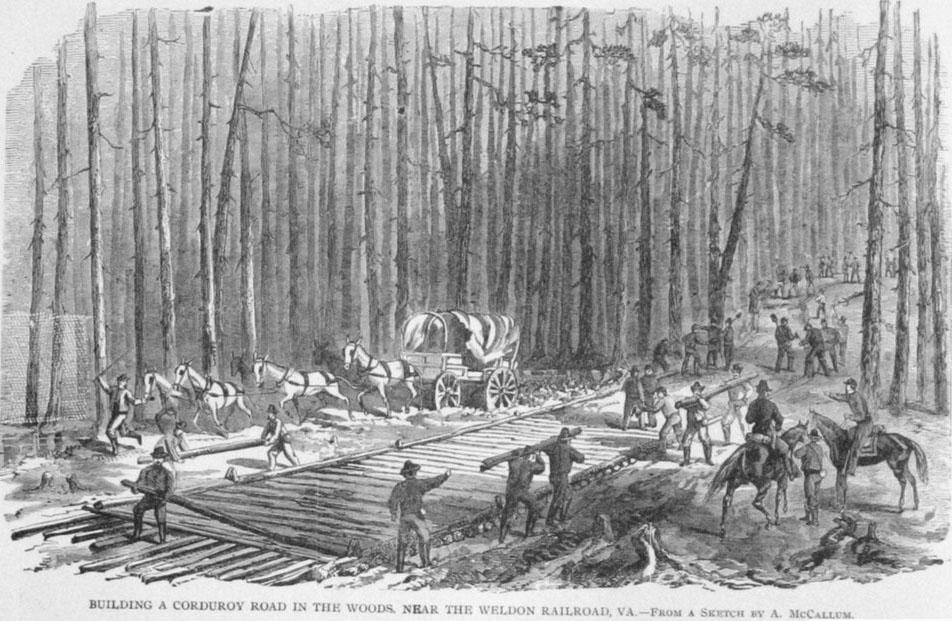 BUILDING A CORDUROY ROAD IN THE WOODS, NEAR THE WELDON RAILROAD, VA.—FROM A SKETCH BY A. MCCALLUM.